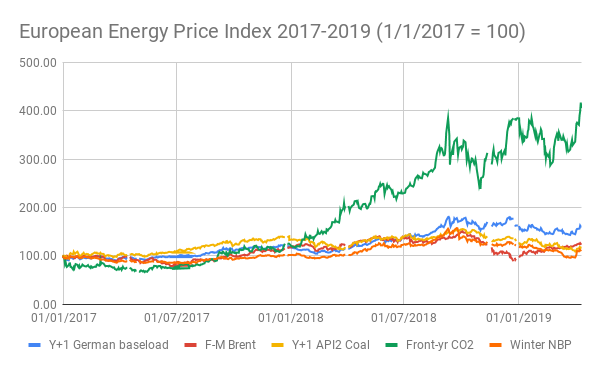 European Energy Price Index 2017-2019 (1/1/2017 = 100)
500.00
400.00
300.00
200.00
100.00
0.00
01/01/2017 01/07/2017 01/01/2018 01/07/2018 01/01/2019
Y+1 German baseload F-M Brent Y+1 API2 Coal Front-yr CO2 Winter NBP